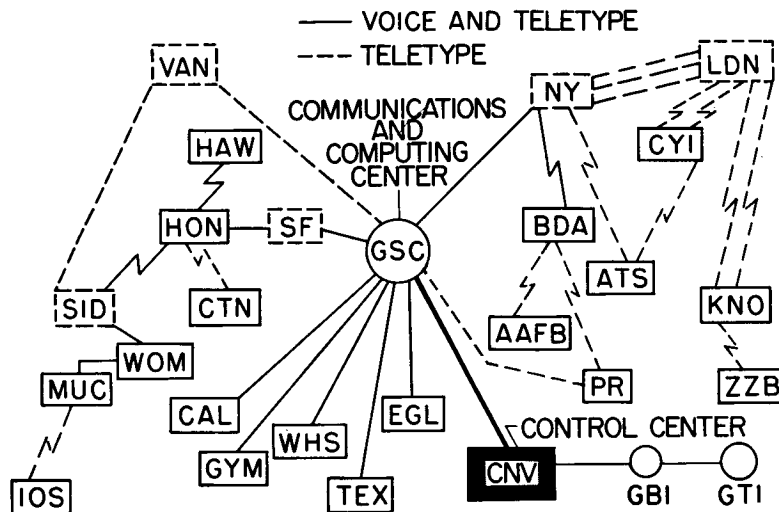 VOICE AND TELETYPE
TELETYPE
VAN
NY
LDN
COMMUNICATIONS
AND
COMPUTING
CENTER
HAW
CYI
HON
SF
GSC
BDA
ATS
SID
CTN
KNO
WOM
AAFB
MUC
PR
ZZB
CAL
EGL
WHS
GYM
CONTROL CENTER
IOS
TEX
CNV
GBI
GTI